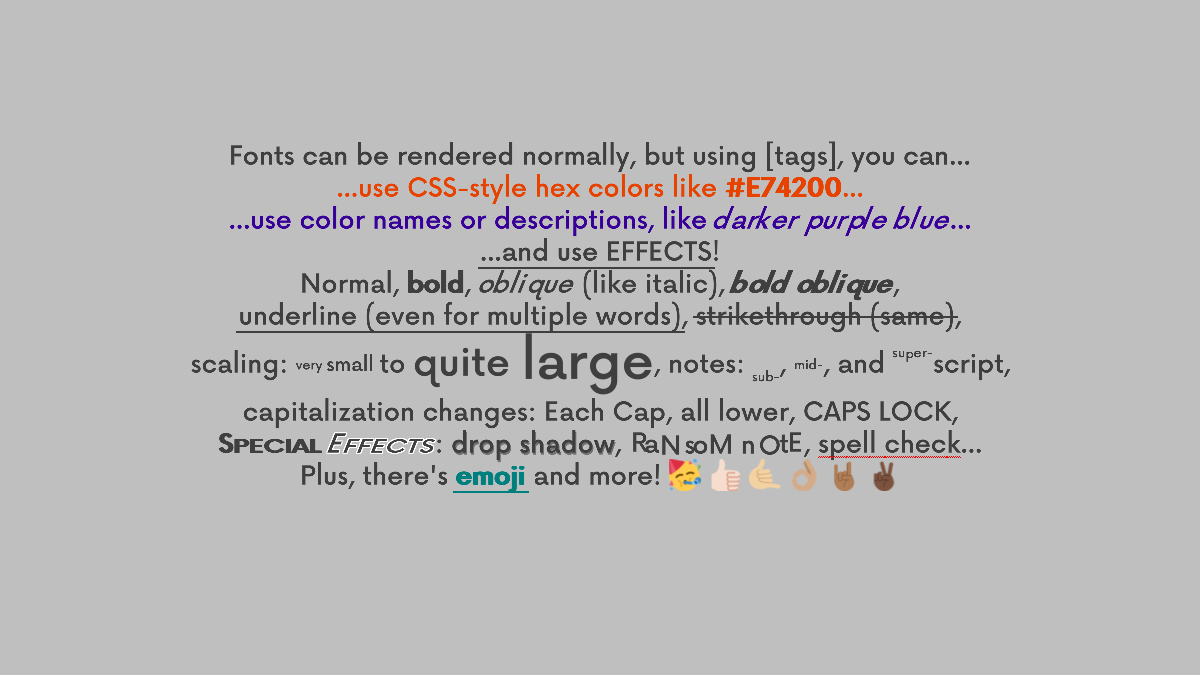 Fonts can be rendered normally, but using [tags], you can...
...use CSS-style hex colors like #E74200...
...use color names or descriptions, like darker purple blue...
...and use EFFECTS!
Normal, bold, oblique (like italic), bold oblique,
underline (even for multiple words), strikethrough (same),
scaling: very small to quite large, notes: sub-, mid-, and super-script,
capitalization changes: Each Cap, all lower, CAPS LOCK,
SPECIAL EFFECTS: drop shadow, RaNsoM nOtE, spell check...
Plus, there's emoji and more! 🥳 👍🏻 🤙🏼 👌🏽 🤘🏾 ✌🏿